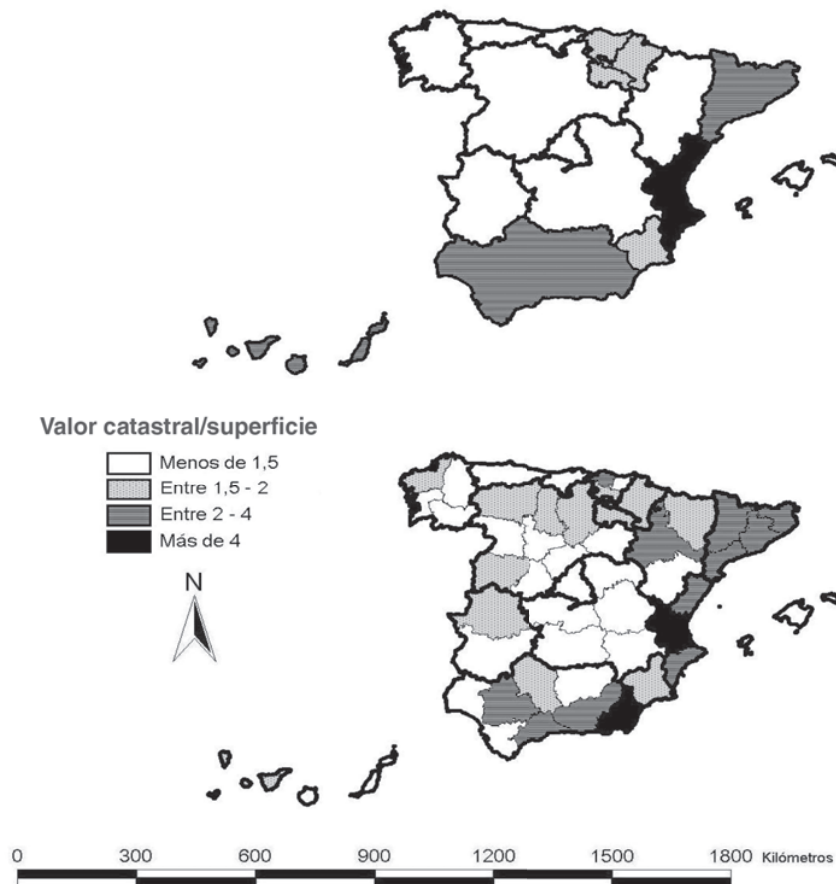 Valor catastral/superficie
Menos de 1,5
Entre 1,5 - 2
Entre 2 - 4
Más de 4
N
0 300 600 900 1200 1500 1800 Kilómetros